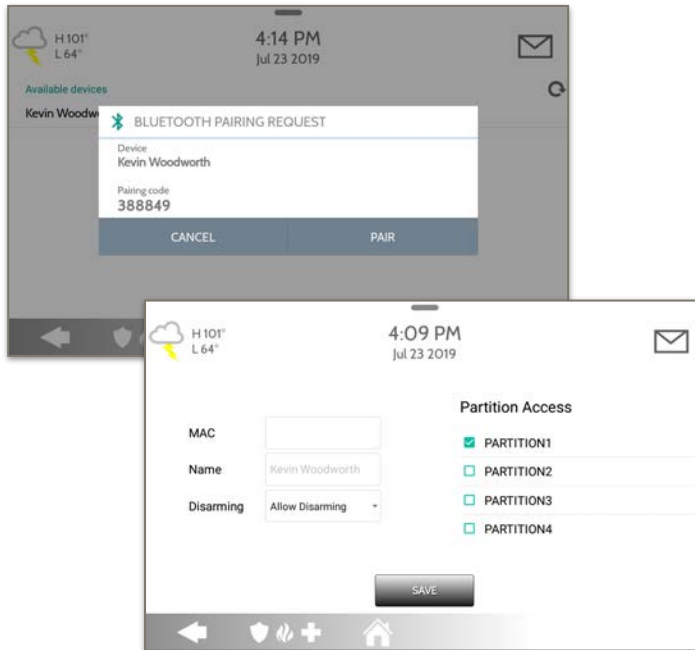 H 101° 4:14 PM
L 64° Jul 23 2019
Available devices
Kevin Woodw
BLUETOOTH PAIRING REQUEST
Device
Kevin Woodworth
Pairing code
388849
CANCEL PAIR
H 101° 4:09 PM
L 64° Jul 23 2019
Partition Access
MAC PARTITION1
Name Kevin Woodworth PARTITION2
Disarming Allow Disarming PARTITION3
PARTITION4
SAVE